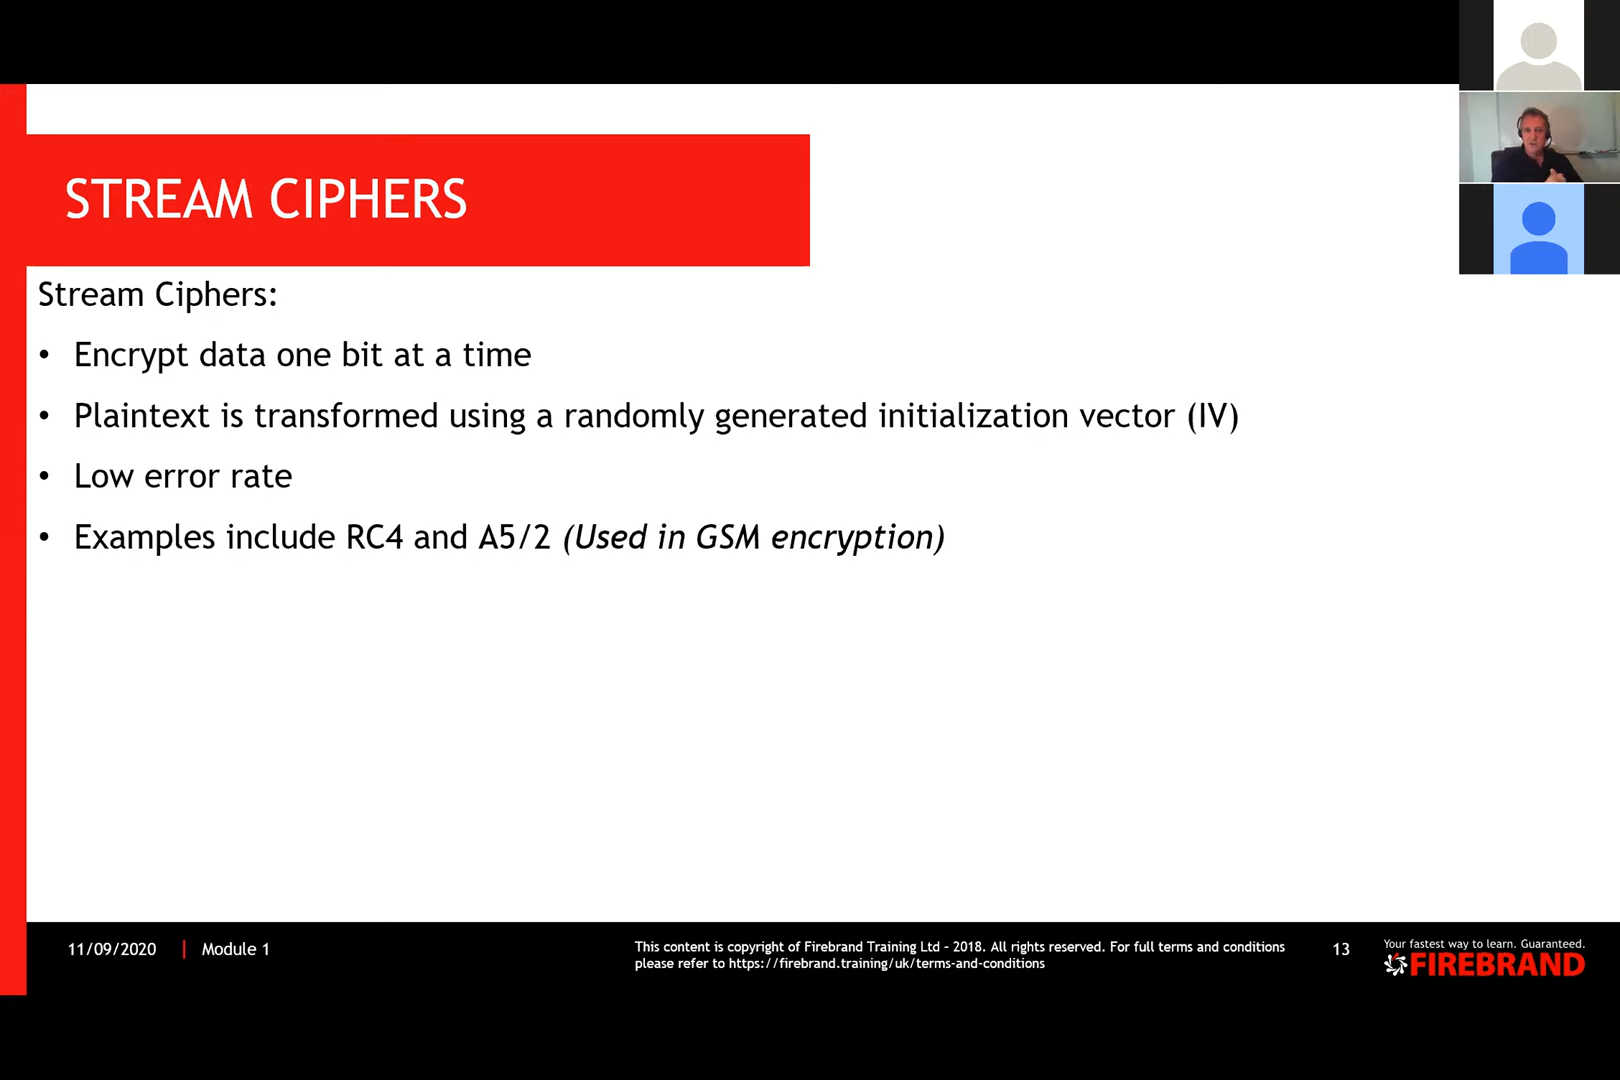 STREAM CIPHERS
Stream Ciphers:
• Encrypt data one bit at a time
• Plaintext is transformed using a randomly generated initialization vector (IV)
• Low error rate
• Examples include RC4 and A5/2 (Used in GSM encryption)
11/09/2020 | Module 1
This content is copyright of Firebrand Training Ltd – 2018. All rights reserved. For full terms and conditions
please refer to https://firebrand.training/uk/terms-and-conditions
13
Your fastest way to learn. Guaranteed.
FIREBRAND